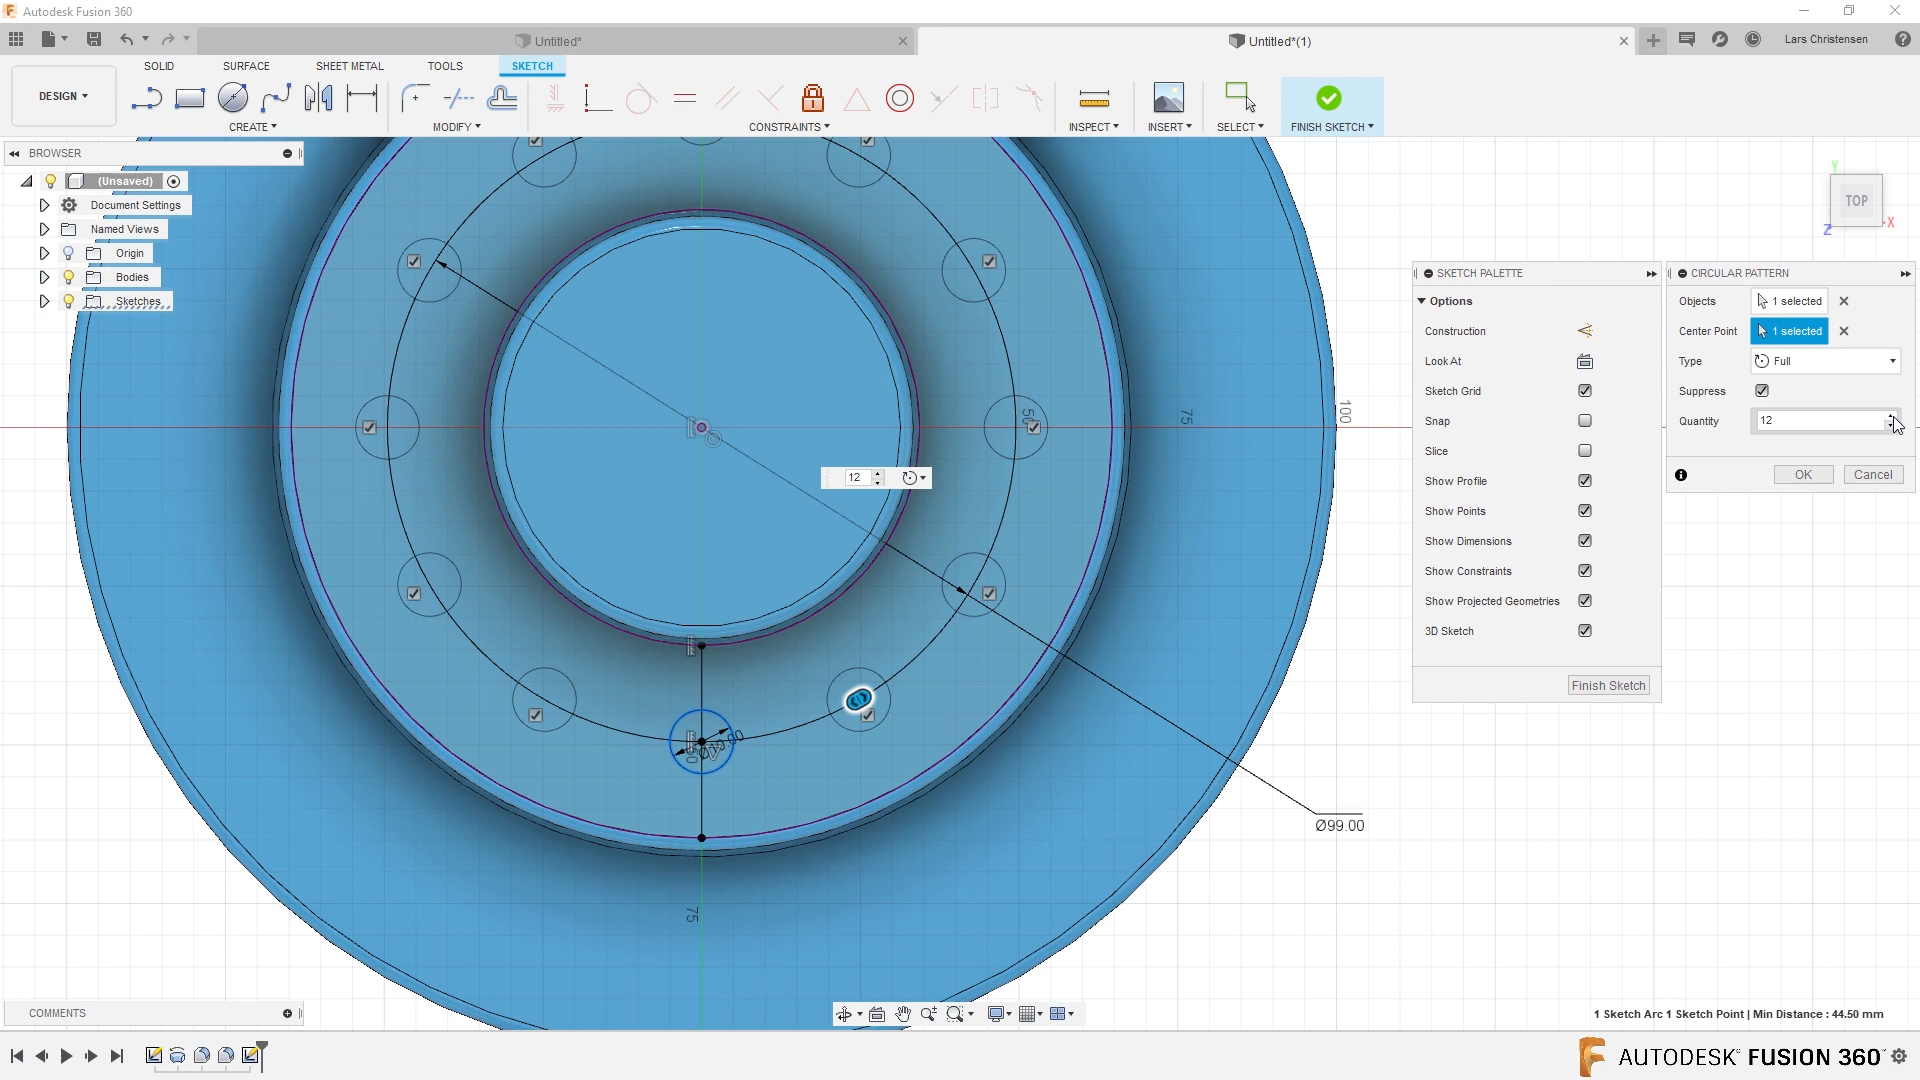 Autodesk Fusion 360
Untitled*
Untitled*(1)
Lars Christensen
DESIGN
SOLID
SURFACE
SHEET METAL
TOOLS
SKETCH
CREATE
MODIFY
CONSTRAINTS
INSPECT
INSERT
SELECT
FINISH SKETCH
BROWSER
(Unsaved)
Document Settings
Named Views
Origin
Bodies
Sketches
Y
TOP
X
Z
50
75
100
12
Ø99.00
75
SKETCH PALETTE
Options
Construction
Look At
Sketch Grid
Snap
Slice
Show Profile
Show Points
Show Dimensions
Show Constraints
Show Projected Geometries
3D Sketch
Finish Sketch
CIRCULAR PATTERN
Objects 1 selected
Center Point 1 selected
Type Full
Suppress
Quantity 12
OK Cancel
COMMENTS
1 Sketch Arc 1 Sketch Point | Min Distance : 44.50 mm
AUTODESK FUSION 360